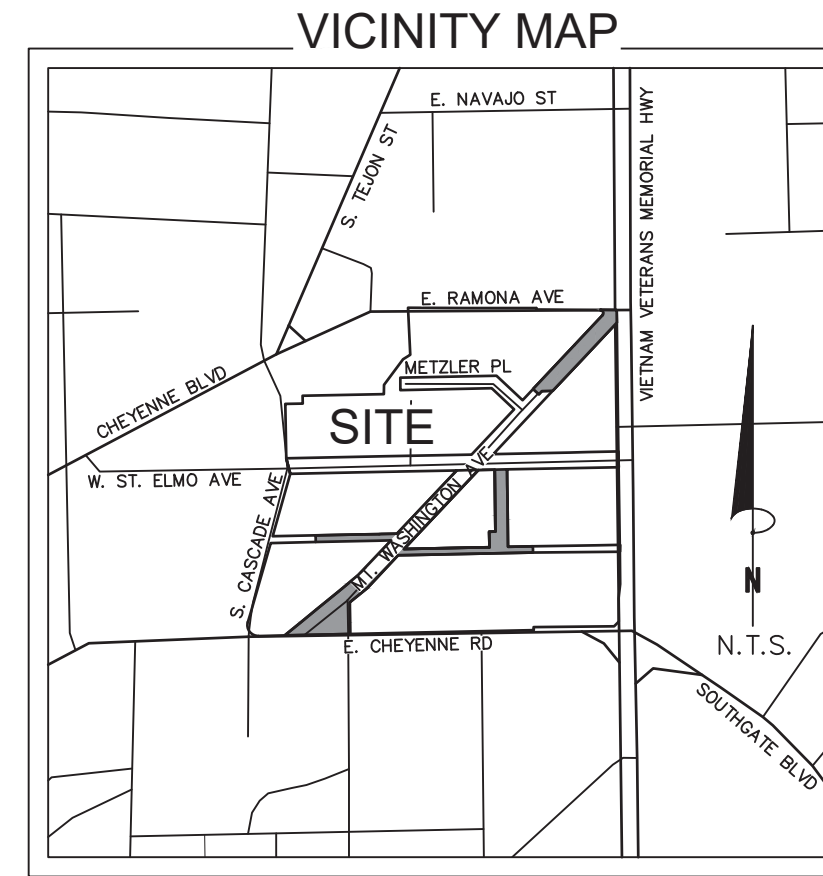 VICINITY MAP
E. NAVAJO ST
VIETNAM VETERANS MEMORIAL HWY
S. TEJON ST
E. RAMONA AVE
METZLER PL
CHEYENNE BLVD
SITE
W. ST. ELMO AVE
MT. WASHINGTON AVE
S. CASCADE AVE
N
E. CHEYENNE RD
N.T.S.
SOUTHGATE BLVD